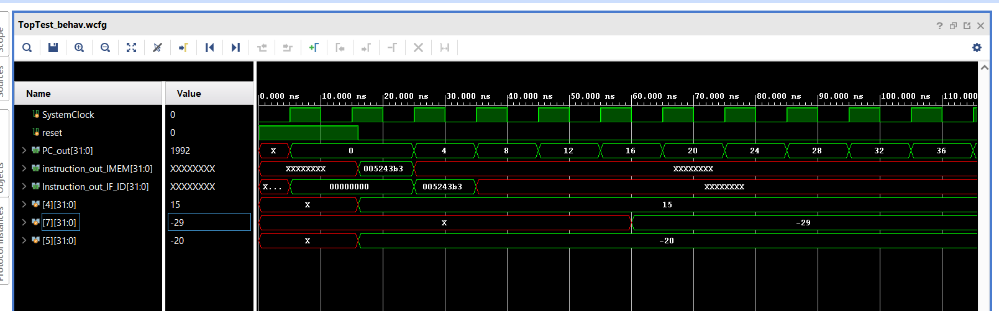 Scope
Sources
Objects
Protocol Instances
TopTest_behav.wcfg
?
Name Value
0.000 ns 10.000 ns 20.000 ns 30.000 ns 40.000 ns 50.000 ns 60.000 ns 70.000 ns 80.000 ns 90.000 ns 100.000 ns 110.000
SystemClock 0
reset 0
PC_out[31:0] 1992 X 0 4 8 12 16 20 24 28 32 36
instruction_out_IMEM[31:0] XXXXXXXX XXXXXXXX 005243b3 XXXXXXXX
Instruction_out_IF_ID[31:0] XXXXXXXX X... 00000000 005243b3 XXXXXXXX
[4][31:0] 15 X 15
[7][31:0] -29 X -29
[5][31:0] -20 X -20